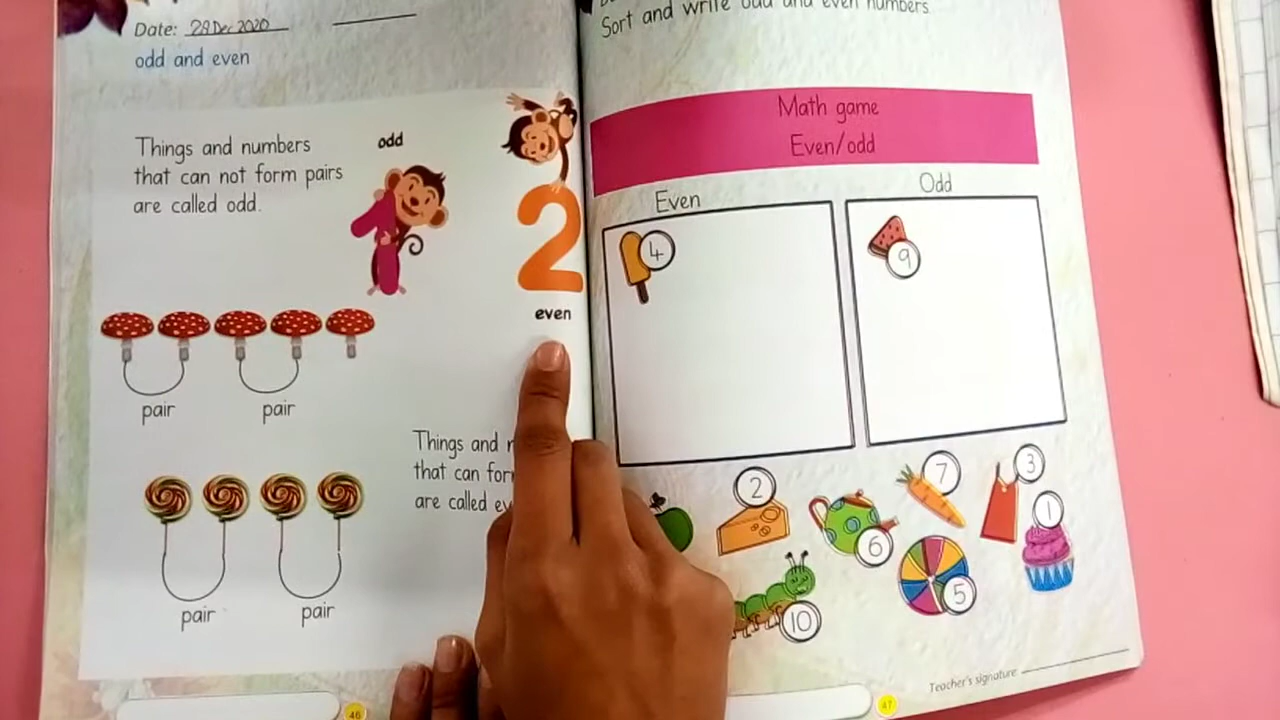 Date: 28 Dec 2020
odd and even
Things and numbers
that can not form pairs
are called odd.
odd
2
even
pair
pair
Things and
that can
are called
pair
pair
46
Sort and write odd and even numbers
Math game
Even/odd
Even
Odd
4
9
2
7
3
6
1
5
10
Teacher's signature
47